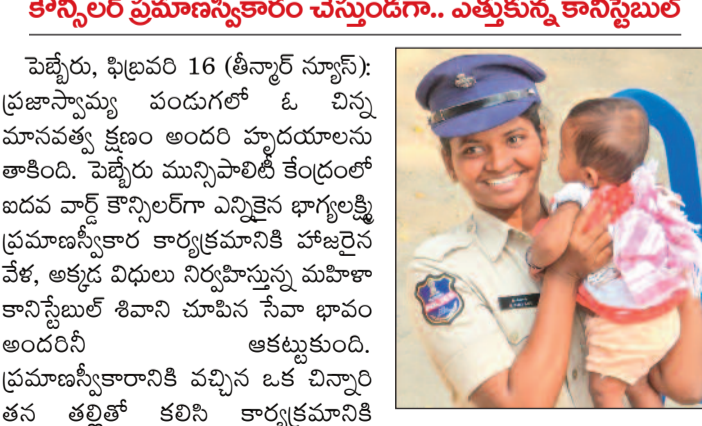 కౌన్సిలర్ ప్రమాణస్వీకారం చేస్తుండగా.. ఎత్తుకున్న కానిస్టేబుల్
పెబ్బేరు, ఫిబ్రవరి 16 (తీన్మార్ న్యూస్):
ప్రజాస్వామ్య పండుగలో ఓ చిన్న
మానవత్వ క్షణం అందరి హృదయాలను
తాకింది. పెబ్బేరు మున్సిపాలిటీ కేంద్రంలో
ఐదవ వార్డ్ కౌన్సిలర్‌గా ఎన్నికైన భాగ్యలక్ష్మి
ప్రమాణస్వీకార కార్యక్రమానికి హాజరైన
వేళ, అక్కడ విధులు నిర్వహిస్తున్న మహిళా
కానిస్టేబుల్ శివాని చూపిన సేవా భావం
అందరినీ ఆకట్టుకుంది.
ప్రమాణస్వీకారానికి వచ్చిన ఒక చిన్నారి
తన తల్లితో కలిసి కార్యక్రమానికి